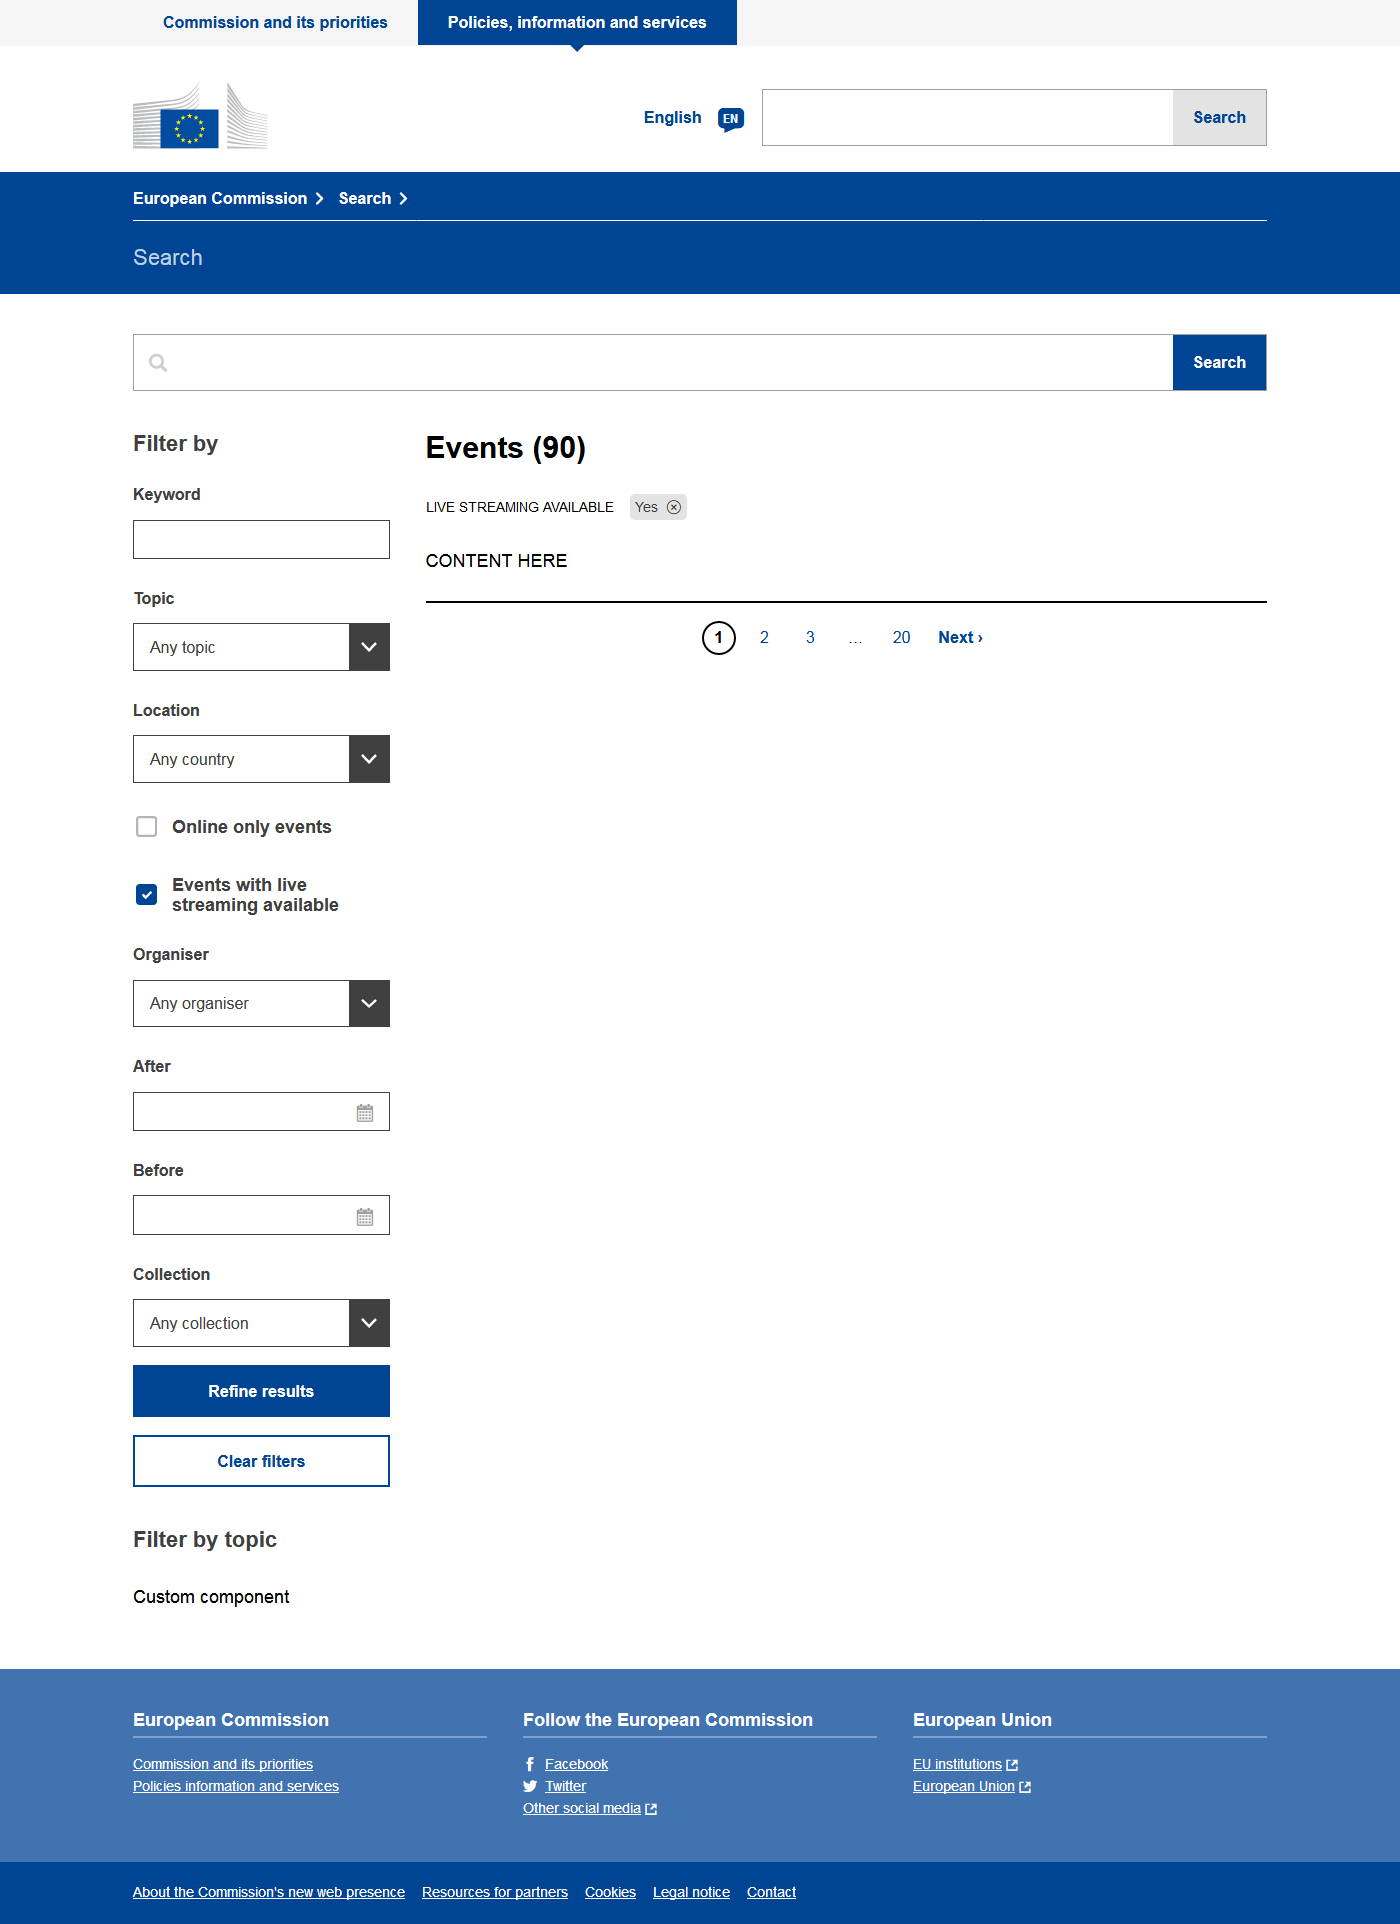 Commission and its priorities
Policies, information and services
English
EN
Search
European Commission
Search
Search
Search
Filter by
Keyword
Topic
Any topic
Location
Any country
Online only events
Events with live
streaming available
Organiser
Any organiser
After
Before
Collection
Any collection
Refine results
Clear filters
Filter by topic
Custom component
Events (90)
LIVE STREAMING AVAILABLE Yes
CONTENT HERE
1 2 3 … 20 Next ›
European Commission
Commission and its priorities
Policies information and services
Follow the European Commission
Facebook
Twitter
Other social media
European Union
EU institutions
European Union
About the Commission's new web presence Resources for partners Cookies Legal notice Contact